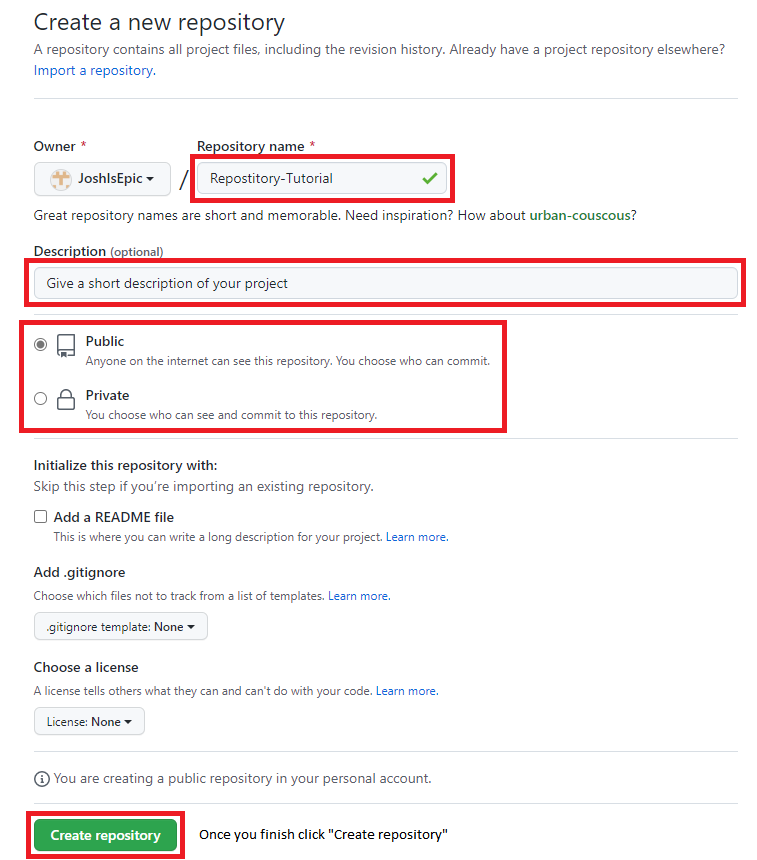 Create a new repository
A repository contains all project files, including the revision history. Already have a project repository elsewhere?
Import a repository.
Owner * Repository name *
JoshIsEpic / Repostitory-Tutorial
Great repository names are short and memorable. Need inspiration? How about urban-couscous?
Description (optional)
Give a short description of your project
Public
Anyone on the internet can see this repository. You choose who can commit.
Private
You choose who can see and commit to this repository.
Initialize this repository with:
Skip this step if you’re importing an existing repository.
Add a README file
This is where you can write a long description for your project. Learn more.
Add .gitignore
Choose which files not to track from a list of templates. Learn more.
.gitignore template: None
Choose a license
A license tells others what they can and can't do with your code. Learn more.
License: None
You are creating a public repository in your personal account.
Create repository Once you finish click "Create repository"